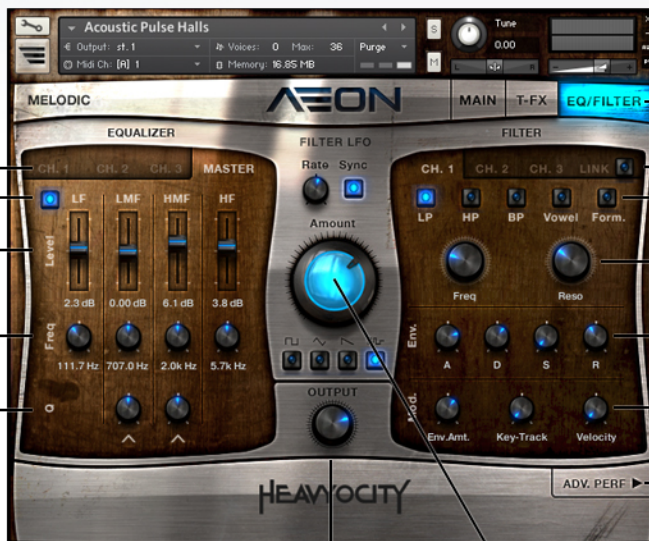 Acoustic Pulse Halls
Output: st.1 Voices: 0 Max: 36 Purge
Midi Ch: [A] 1 Memory: 16.85 MB
S
M
Tune
0.00
L R
MELODIC AEON MAIN T-FX EQ/FILTER
EQUALIZER
CH. 1 CH. 2 CH. 3 MASTER
LF LMF HMF HF
Level
2.3 dB 0.00 dB 6.1 dB 3.8 dB
Freq
111.7 Hz 707.0 Hz 2.0k Hz 5.7k Hz
Q
FILTER LFO
Rate Sync
Amount
OUTPUT
FILTER
CH. 1 CH. 2 CH. 3 LINK
LP HP BP Vowel Form.
Freq Reso
Env.
A D S R
Mod.
Env.Amt. Key-Track Velocity
HEAVYOCITY
ADV. PERF